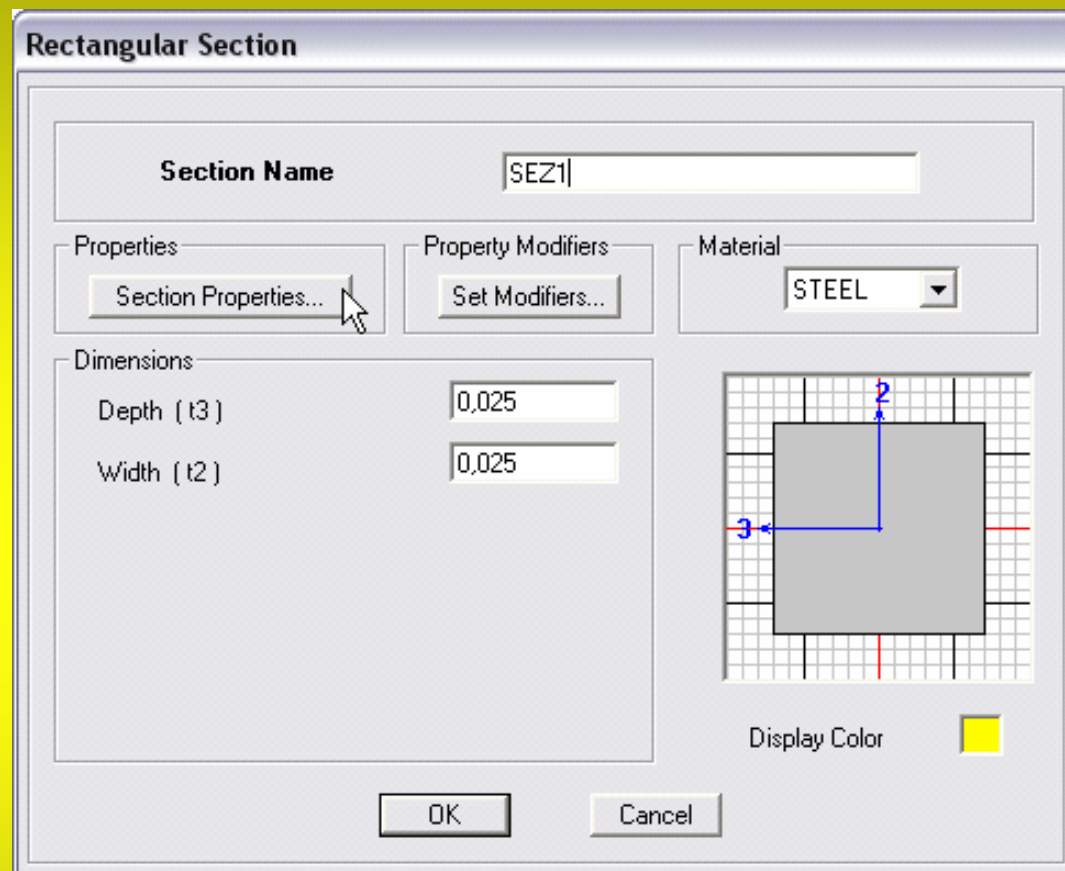 Rectangular Section
Section Name SEZ1
Properties Property Modifiers Material
Section Properties... Set Modifiers... STEEL
Dimensions
Depth ( t3 ) 0,025
Width ( t2 ) 0,025
2
3
Display Color
OK Cancel